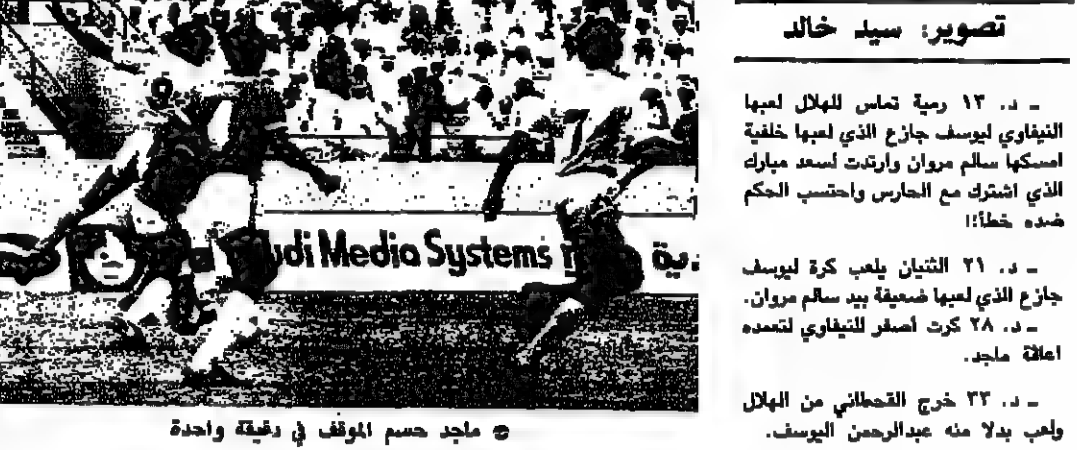 تصوير: سيد خالد
ـ د. ١٣ رمية تماس للهلال لعبها
النيفاوي ليوسف جازع الذي لعبها خلفية
امسكها سالم مروان وارتدت لسعد مبارك
الذي اشترك مع الحارس واحتسب الحكم
ضده خطأ!!
ـ د. ٢١ الثنيان يلعب كرة ليوسف
جازع الذي لعبها ضعيفة بيد سالم مروان.
ـ د. ٢٨ كرت أصفر للتيفاوي لتعمده
اعاقة ماجد.
ـ د. ٣٣ خرج القحطاني من الهلال
ولعب بدلا منه عبدالرحمن اليوسف.
udi Media Systems
ماجد حسم الموقف في دقيقة واحدة